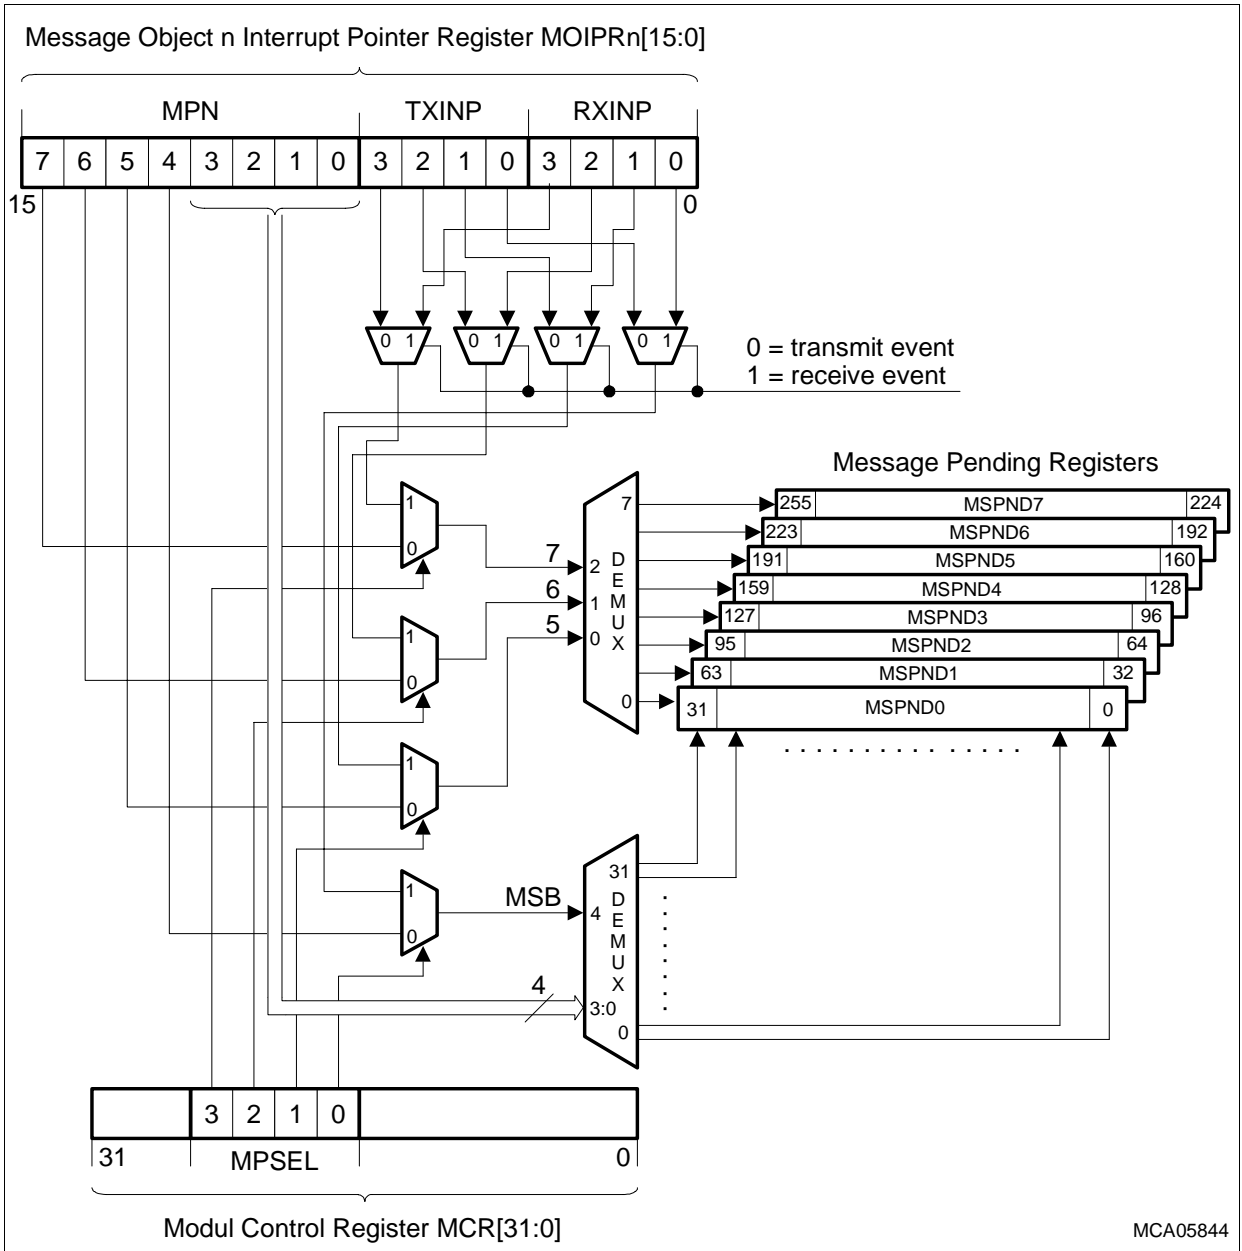 Message Object n Interrupt Pointer Register MOIPRn[15:0]
MPN TXINP RXINP
7 6 5 4 3 2 1 0 3 2 1 0 3 2 1 0
15 0
0 1 0 1 0 1 0 1
0 = transmit event
1 = receive event
Message Pending Registers
7 255 MSPND7 224
223 MSPND6 192
191 MSPND5 160
159 MSPND4 128
127 MSPND3 96
95 MSPND2 64
63 MSPND1 32
31 MSPND0 0
1
0
7 2
6 1
5 0
DEMUX
0
1
0
1
0
. . . . . . . . . . . . . . .
1
0
MSB 4
31
DEMUX
4 3:0
0
3 2 1 0
31 MPSEL 0
Modul Control Register MCR[31:0]
MCA05844